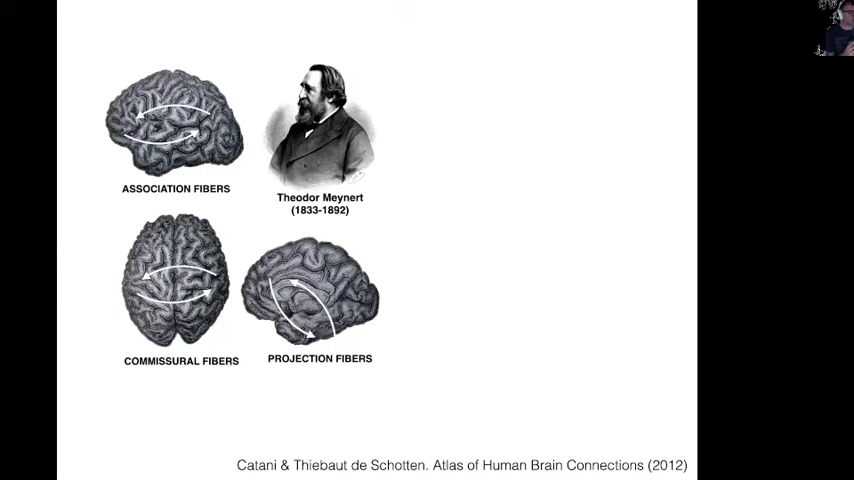 ASSOCIATION FIBERS
Theodor Meynert
(1833-1892)
COMMISSURAL FIBERS
PROJECTION FIBERS
Catani & Thiebaut de Schotten. Atlas of Human Brain Connections (2012)